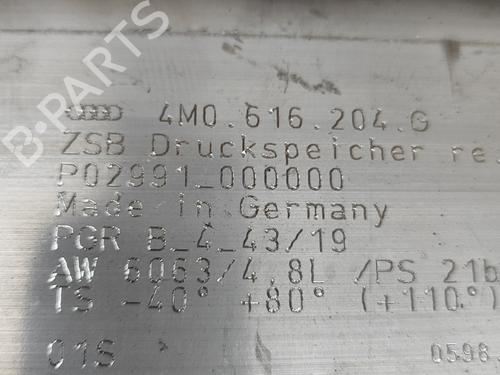 B-PARTS
4M0.616.204.G
ZSB Druckspeicher re
P02991_000000
Made in Germany
PGR B_4_43/19
AW 6063/4,8L /PS 21b
TS -40° +80° (+110°)
01S 0598